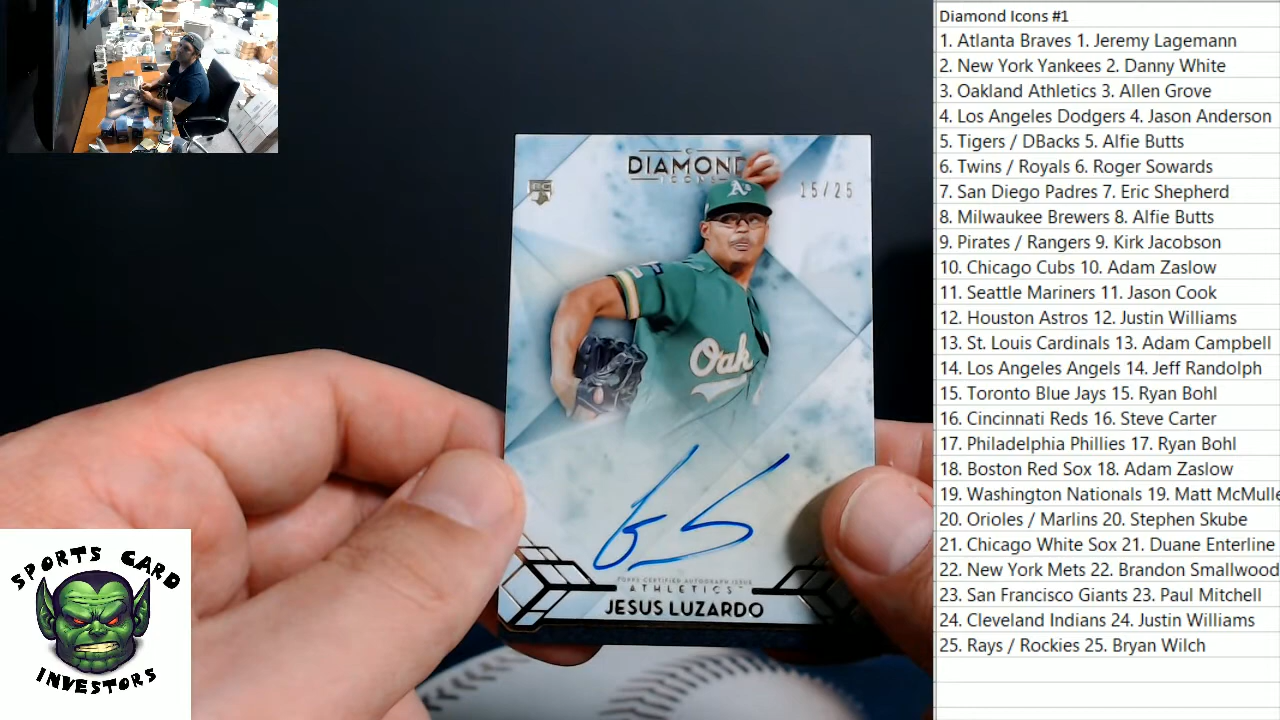 Diamond Icons #1
1. Atlanta Braves 1. Jeremy Lagemann
2. New York Yankees 2. Danny White
3. Oakland Athletics 3. Allen Grove
4. Los Angeles Dodgers 4. Jason Anderson
5. Tigers / DBacks 5. Alfie Butts
6. Twins / Royals 6. Roger Sowards
7. San Diego Padres 7. Eric Shepherd
8. Milwaukee Brewers 8. Alfie Butts
9. Pirates / Rangers 9. Kirk Jacobson
10. Chicago Cubs 10. Adam Zaslow
11. Seattle Mariners 11. Jason Cook
12. Houston Astros 12. Justin Williams
13. St. Louis Cardinals 13. Adam Campbell
14. Los Angeles Angels 14. Jeff Randolph
15. Toronto Blue Jays 15. Ryan Bohl
16. Cincinnati Reds 16. Steve Carter
17. Philadelphia Phillies 17. Ryan Bohl
18. Boston Red Sox 18. Adam Zaslow
19. Washington Nationals 19. Matt McMulle
20. Orioles / Marlins 20. Stephen Skube
21. Chicago White Sox 21. Duane Enterline
22. New York Mets 22. Brandon Smallwood
23. San Francisco Giants 23. Paul Mitchell
24. Cleveland Indians 24. Justin Williams
25. Rays / Rockies 25. Bryan Wilch
DIAMOND
ICONS
15/25
RC
A's
Oak
TOPPS CERTIFIED AUTOGRAPH ISSUE
ATHLETICS
JESUS LUZARDO
SPORTS CARD
INVESTORS